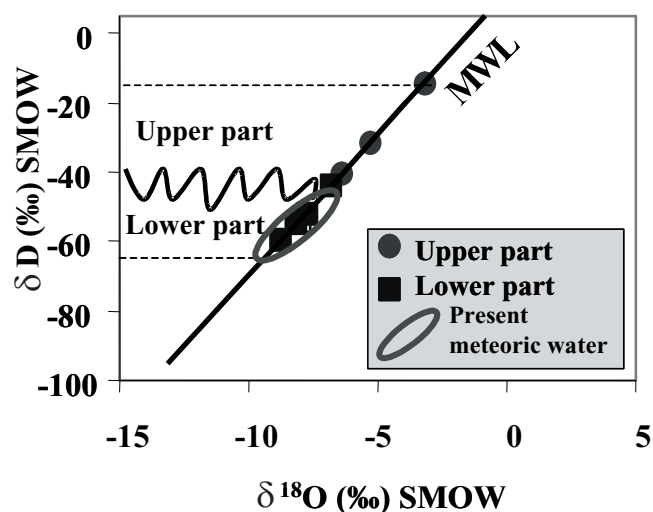 0
-20
-40
-60
-80
-100
δ D (‰) SMOW
MWL
Upper part
Lower part
Upper part
Lower part
Present
meteoric water
-15 -10 -5 0 5
δ ¹⁸O (‰) SMOW